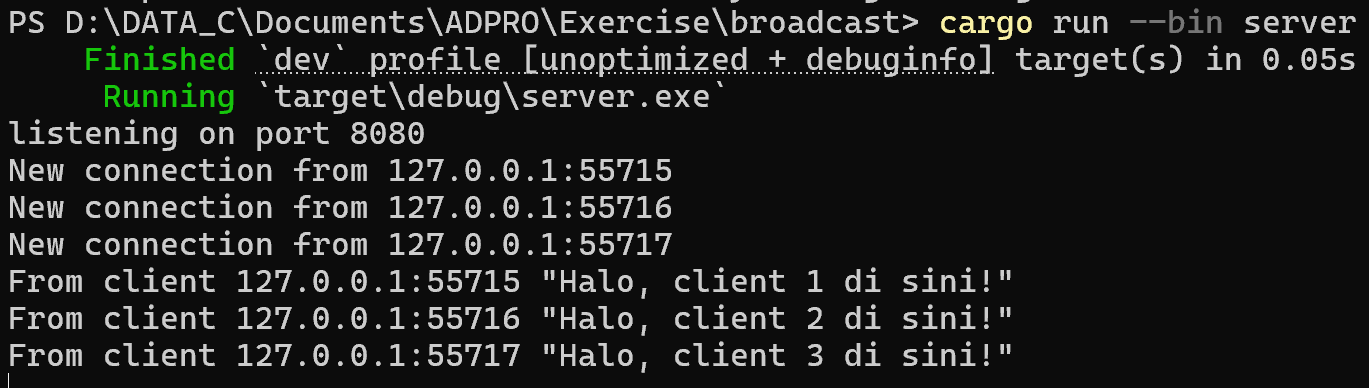 PS D:\DATA_C\Documents\ADPRO\Exercise\broadcast> cargo run --bin server
Finished `dev` profile [unoptimized + debuginfo] target(s) in 0.05s
Running `target\debug\server.exe`
listening on port 8080
New connection from 127.0.0.1:55715
New connection from 127.0.0.1:55716
New connection from 127.0.0.1:55717
From client 127.0.0.1:55715 "Halo, client 1 di sini!"
From client 127.0.0.1:55716 "Halo, client 2 di sini!"
From client 127.0.0.1:55717 "Halo, client 3 di sini!"